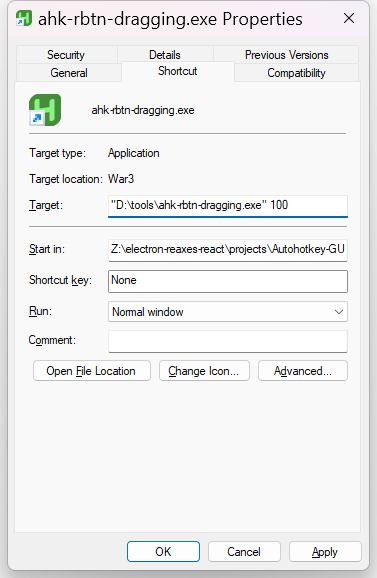 ahk-rbtn-dragging.exe Properties
Security Details Previous Versions
General Shortcut Compatibility
ahk-rbtn-dragging.exe
Target type: Application
Target location: War3
Target: "D:\tools\ahk-rbtn-dragging.exe" 100
Start in: Z:\electron-reaxes-react\projects\Autohotkey-GU
Shortcut key: None
Run: Normal window
Comment:
Open File Location Change Icon... Advanced...
OK Cancel Apply